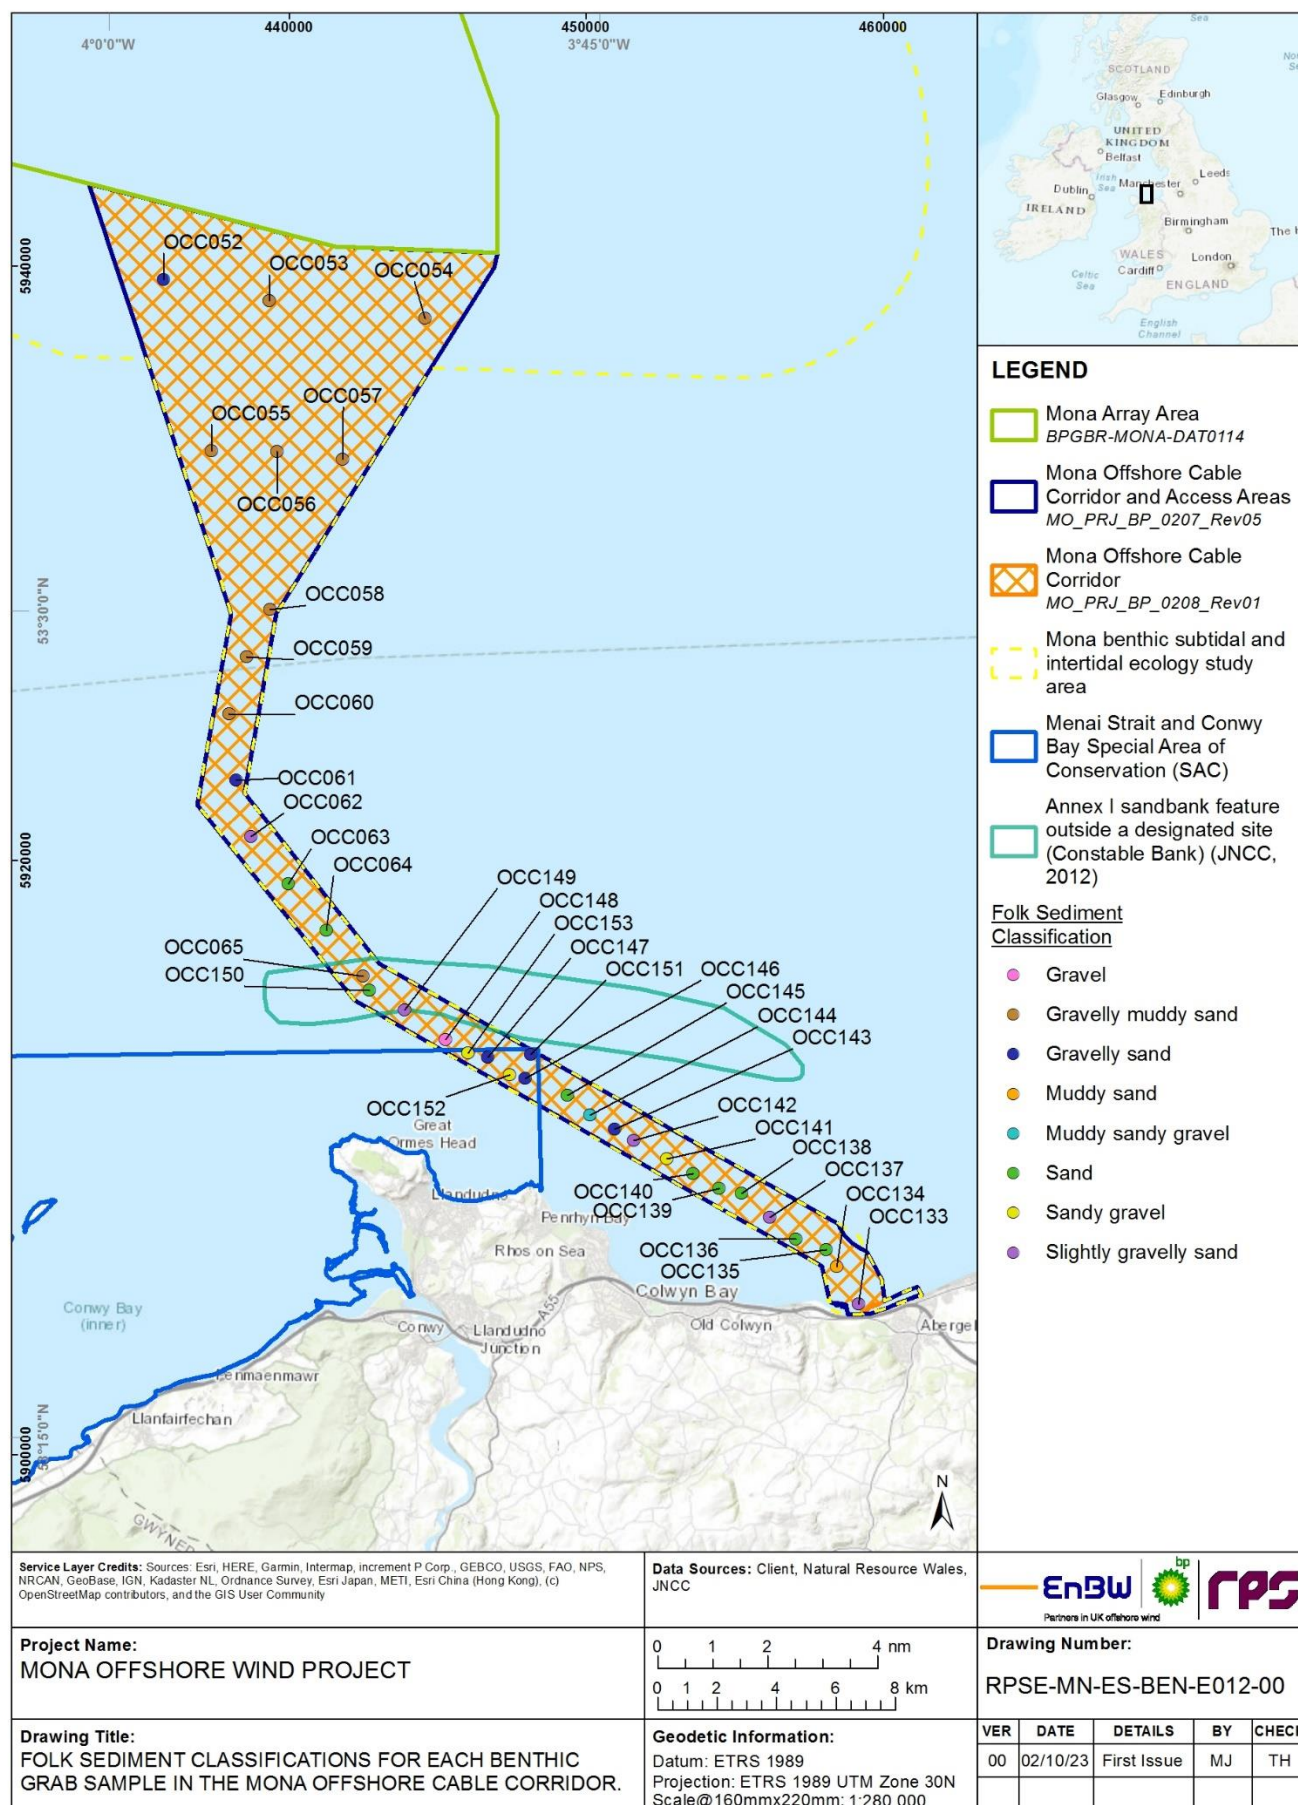 440000
450000
460000
4°0'0"W
3°45'0"W
5940000
53°30'0"N
5920000
5900000
OCC052
OCC053
OCC054
OCC055
OCC057
OCC056
OCC058
OCC059
OCC060
OCC061
OCC062
OCC063
OCC064
OCC149
OCC148
OCC153
OCC147
OCC151
OCC146
OCC145
OCC144
OCC143
OCC065
OCC150
OCC152
OCC142
OCC141
OCC138
OCC137
OCC134
OCC133
OCC140
OCC139
OCC136
OCC135
Great
Ormes Head
Llandudno
Penrhyn Bay
Rhos on Sea
Colwyn Bay
Conwy Bay
(inner)
Conwy
Llandudno
Junction
A55
Old Colwyn
Abergel
Penmaenmawr
Llanfairfechan
GWYNED
N
Sea
SCOTLAND
Glasgow
Edinburgh
UNITED
KINGDOM
Belfast
Irish
Sea
Manchester
Leeds
Dublin
IRELAND
Birmingham
The H
WALES
Cardiff
London
ENGLAND
Celtic
Sea
English
Channel
LEGEND
Mona Array Area
BPGBR-MONA-DAT0114
Mona Offshore Cable
Corridor and Access Areas
MO_PRJ_BP_0207_Rev05
Mona Offshore Cable
Corridor
MO_PRJ_BP_0208_Rev01
Mona benthic subtidal and
intertidal ecology study
area
Menai Strait and Conwy
Bay Special Area of
Conservation (SAC)
Annex I sandbank feature
outside a designated site
(Constable Bank) (JNCC,
2012)
Folk Sediment
Classification
Gravel
Gravelly muddy sand
Gravelly sand
Muddy sand
Muddy sandy gravel
Sand
Sandy gravel
Slightly gravelly sand
Service Layer Credits: Sources: Esri, HERE, Garmin, Intermap, increment P Corp., GEBCO, USGS, FAO, NPS,
NRCAN, GeoBase, IGN, Kadaster NL, Ordnance Survey, Esri Japan, METI, Esri China (Hong Kong), (c)
OpenStreetMap contributors, and the GIS User Community
Data Sources: Client, Natural Resource Wales,
JNCC
EnBW
bp
rps
Partners in UK offshore wind
Project Name:
MONA OFFSHORE WIND PROJECT
0 1 2 4 nm
0 1 2 4 6 8 km
Drawing Number:
RPSE-MN-ES-BEN-E012-00
Drawing Title:
FOLK SEDIMENT CLASSIFICATIONS FOR EACH BENTHIC
GRAB SAMPLE IN THE MONA OFFSHORE CABLE CORRIDOR.
Geodetic Information:
Datum: ETRS 1989
Projection: ETRS 1989 UTM Zone 30N
Scale@160mmx220mm: 1:280 000
VER DATE DETAILS BY CHECK
00 02/10/23 First Issue MJ TH